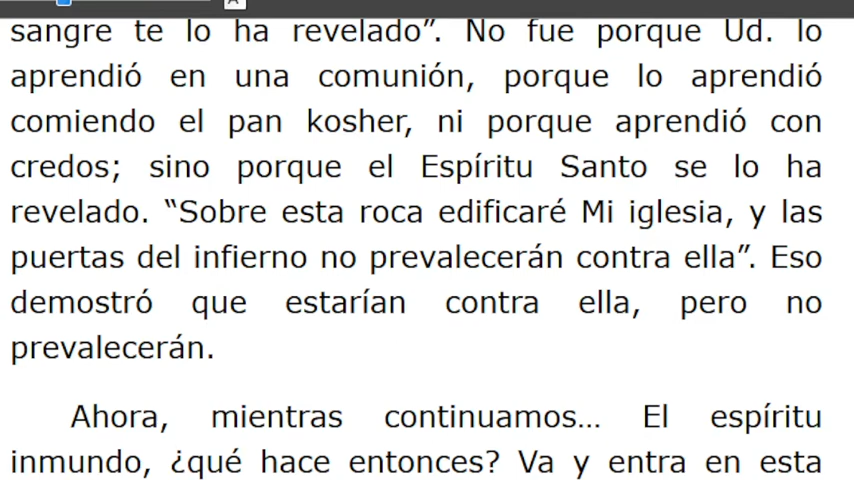 A
sangre te lo ha revelado”. No fue porque Ud. lo
aprendió en una comunión, porque lo aprendió
comiendo el pan kosher, ni porque aprendió con
credos; sino porque el Espíritu Santo se lo ha
revelado. “Sobre esta roca edificaré Mi iglesia, y las
puertas del infierno no prevalecerán contra ella”. Eso
demostró que estarían contra ella, pero no
prevalecerán.
Ahora, mientras continuamos… El espíritu
inmundo, ¿qué hace entonces? Va y entra en esta